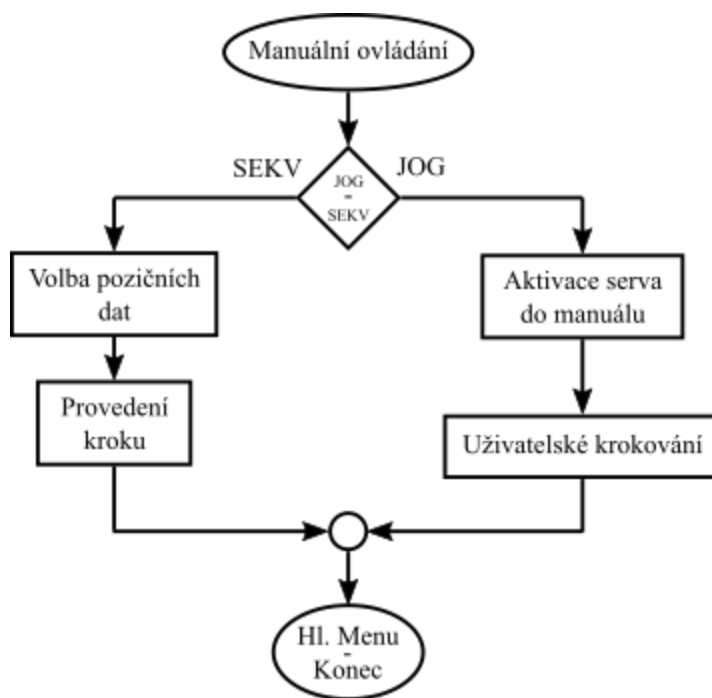 Manuální ovládání
SEKV
JOG
JOG
-
SEKV
Volba pozičních
dat
Aktivace serva
do manuálu
Provedení
kroku
Uživatelské krokování
Hl. Menu
-
Konec